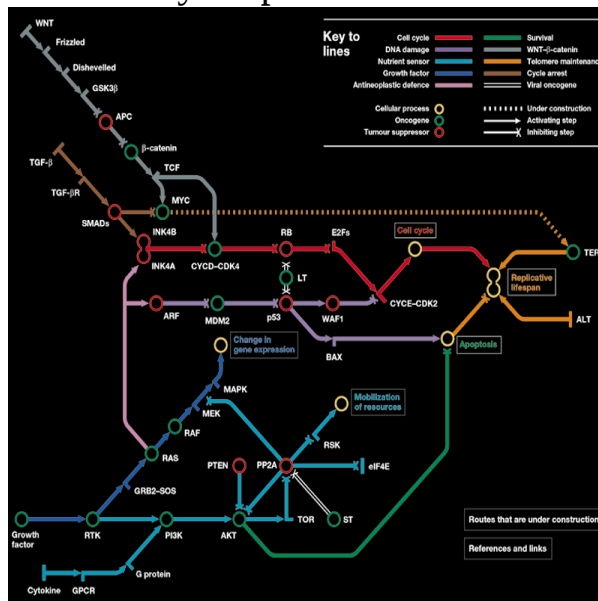 Key to
lines
Cell cycle
DNA damage
Nutrient sensor
Growth factor
Antineoplastic defence
Survival
WNT–β-catenin
Telomere maintenanc
Cycle arrest
Viral oncogene
Cellular process
Oncogene
Tumour suppressor
Under construction
Activating step
Inhibiting step
WNT
Frizzled
Dishevelled
GSK3β
APC
β-catenin
TCF
TGF-β
TGF-βR
SMADs
MYC
INK4B
INK4A
CYCD–CDK4
RB
E2Fs
Cell cycle
LT
TER
Replicative
lifespan
ARF
MDM2
p53
WAF1
CYCE–CDK2
ALT
BAX
Apoptosis
Change in
gene expression
MAPK
MEK
RAF
RAS
GRB2–SOS
Mobilization
of resources
RSK
PTEN
PP2A
eIF4E
Growth
factor
RTK
PI3K
AKT
TOR
ST
Cytokine
GPCR
G protein
Routes that are under construction
References and links